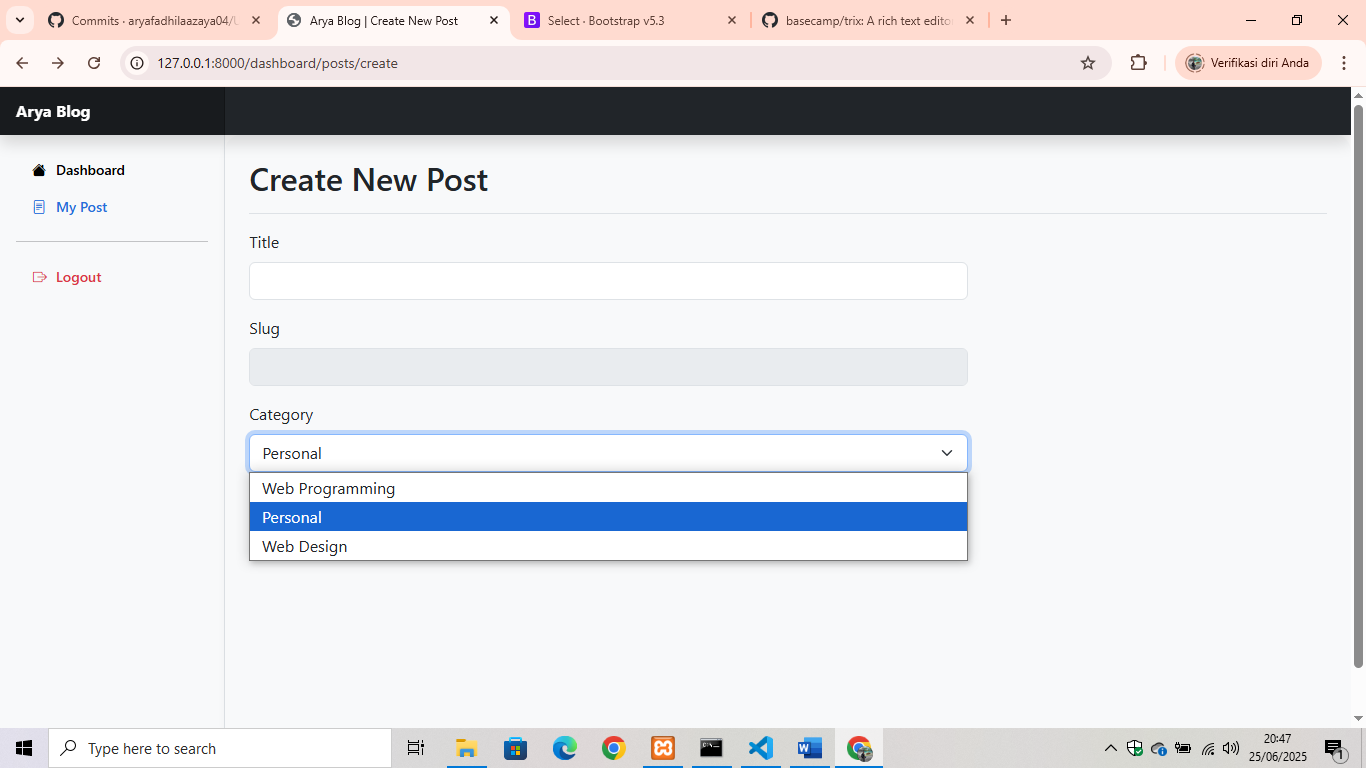 Commits · aryafadhilaazaya04/U
Arya Blog | Create New Post
Select · Bootstrap v5.3
basecamp/trix: A rich text edito
127.0.0.1:8000/dashboard/posts/create
Verifikasi diri Anda
Arya Blog
Dashboard
My Post
Logout
Create New Post
Title
Slug
Category
Personal
Web Programming
Personal
Web Design
Type here to search
20:47
25/06/2025
1